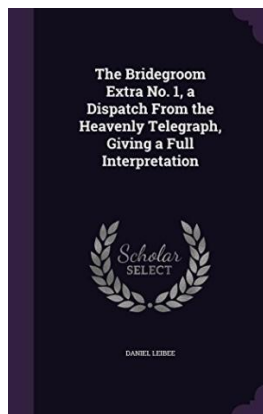 The Bridegroom
Extra No. 1, a
Dispatch From the
Heavenly Telegraph,
Giving a Full
Interpretation
Scholar
SELECT
DANIEL LEIBEE